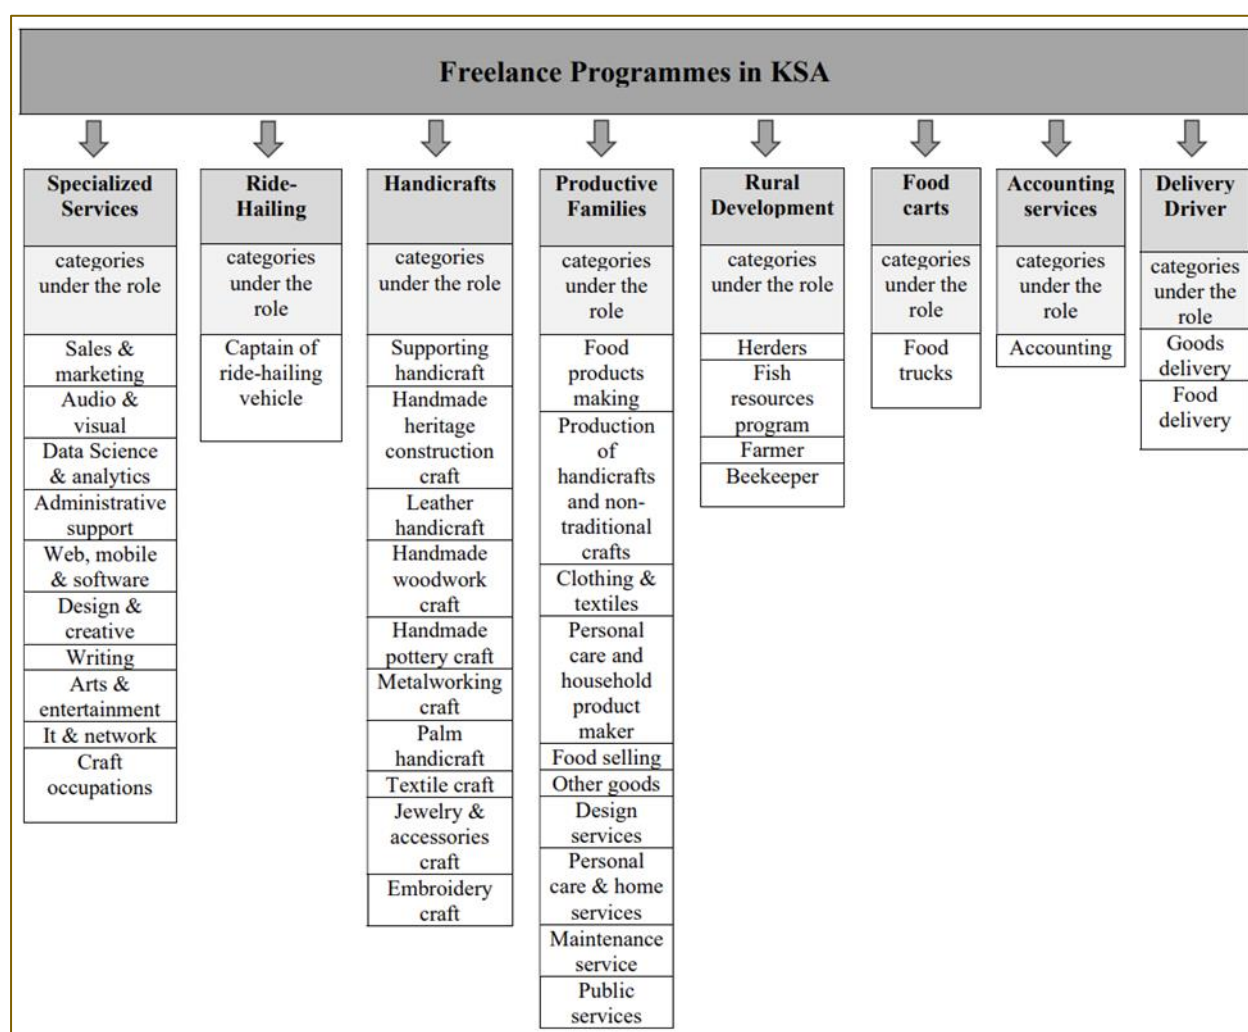 Freelance Programmes in KSA
Specialized
Services
categories
under the role
Sales &
marketing
Audio &
visual
Data Science
& analytics
Administrative
support
Web, mobile
& software
Design &
creative
Writing
Arts &
entertainment
It & network
Craft
occupations
Ride-
Hailing
categories
under the
role
Captain of
ride-hailing
vehicle
Handicrafts
categories
under the role
Supporting
handicraft
Handmade
heritage
construction
craft
Leather
handicraft
Handmade
woodwork
craft
Handmade
pottery craft
Metalworking
craft
Palm
handicraft
Textile craft
Jewelry &
accessories
craft
Embroidery
craft
Productive
Families
categories
under the
role
Food
products
making
Production
of
handicrafts
and non-
traditional
crafts
Clothing &
textiles
Personal
care and
household
product
maker
Food selling
Other goods
Design
services
Personal
care & home
services
Maintenance
service
Public
services
Rural
Development
categories
under the role
Herders
Fish
resources
program
Farmer
Beekeeper
Food
carts
categories
under the
role
Food
trucks
Accounting
services
categories
under the
role
Accounting
Delivery
Driver
categories
under the
role
Goods
delivery
Food
delivery